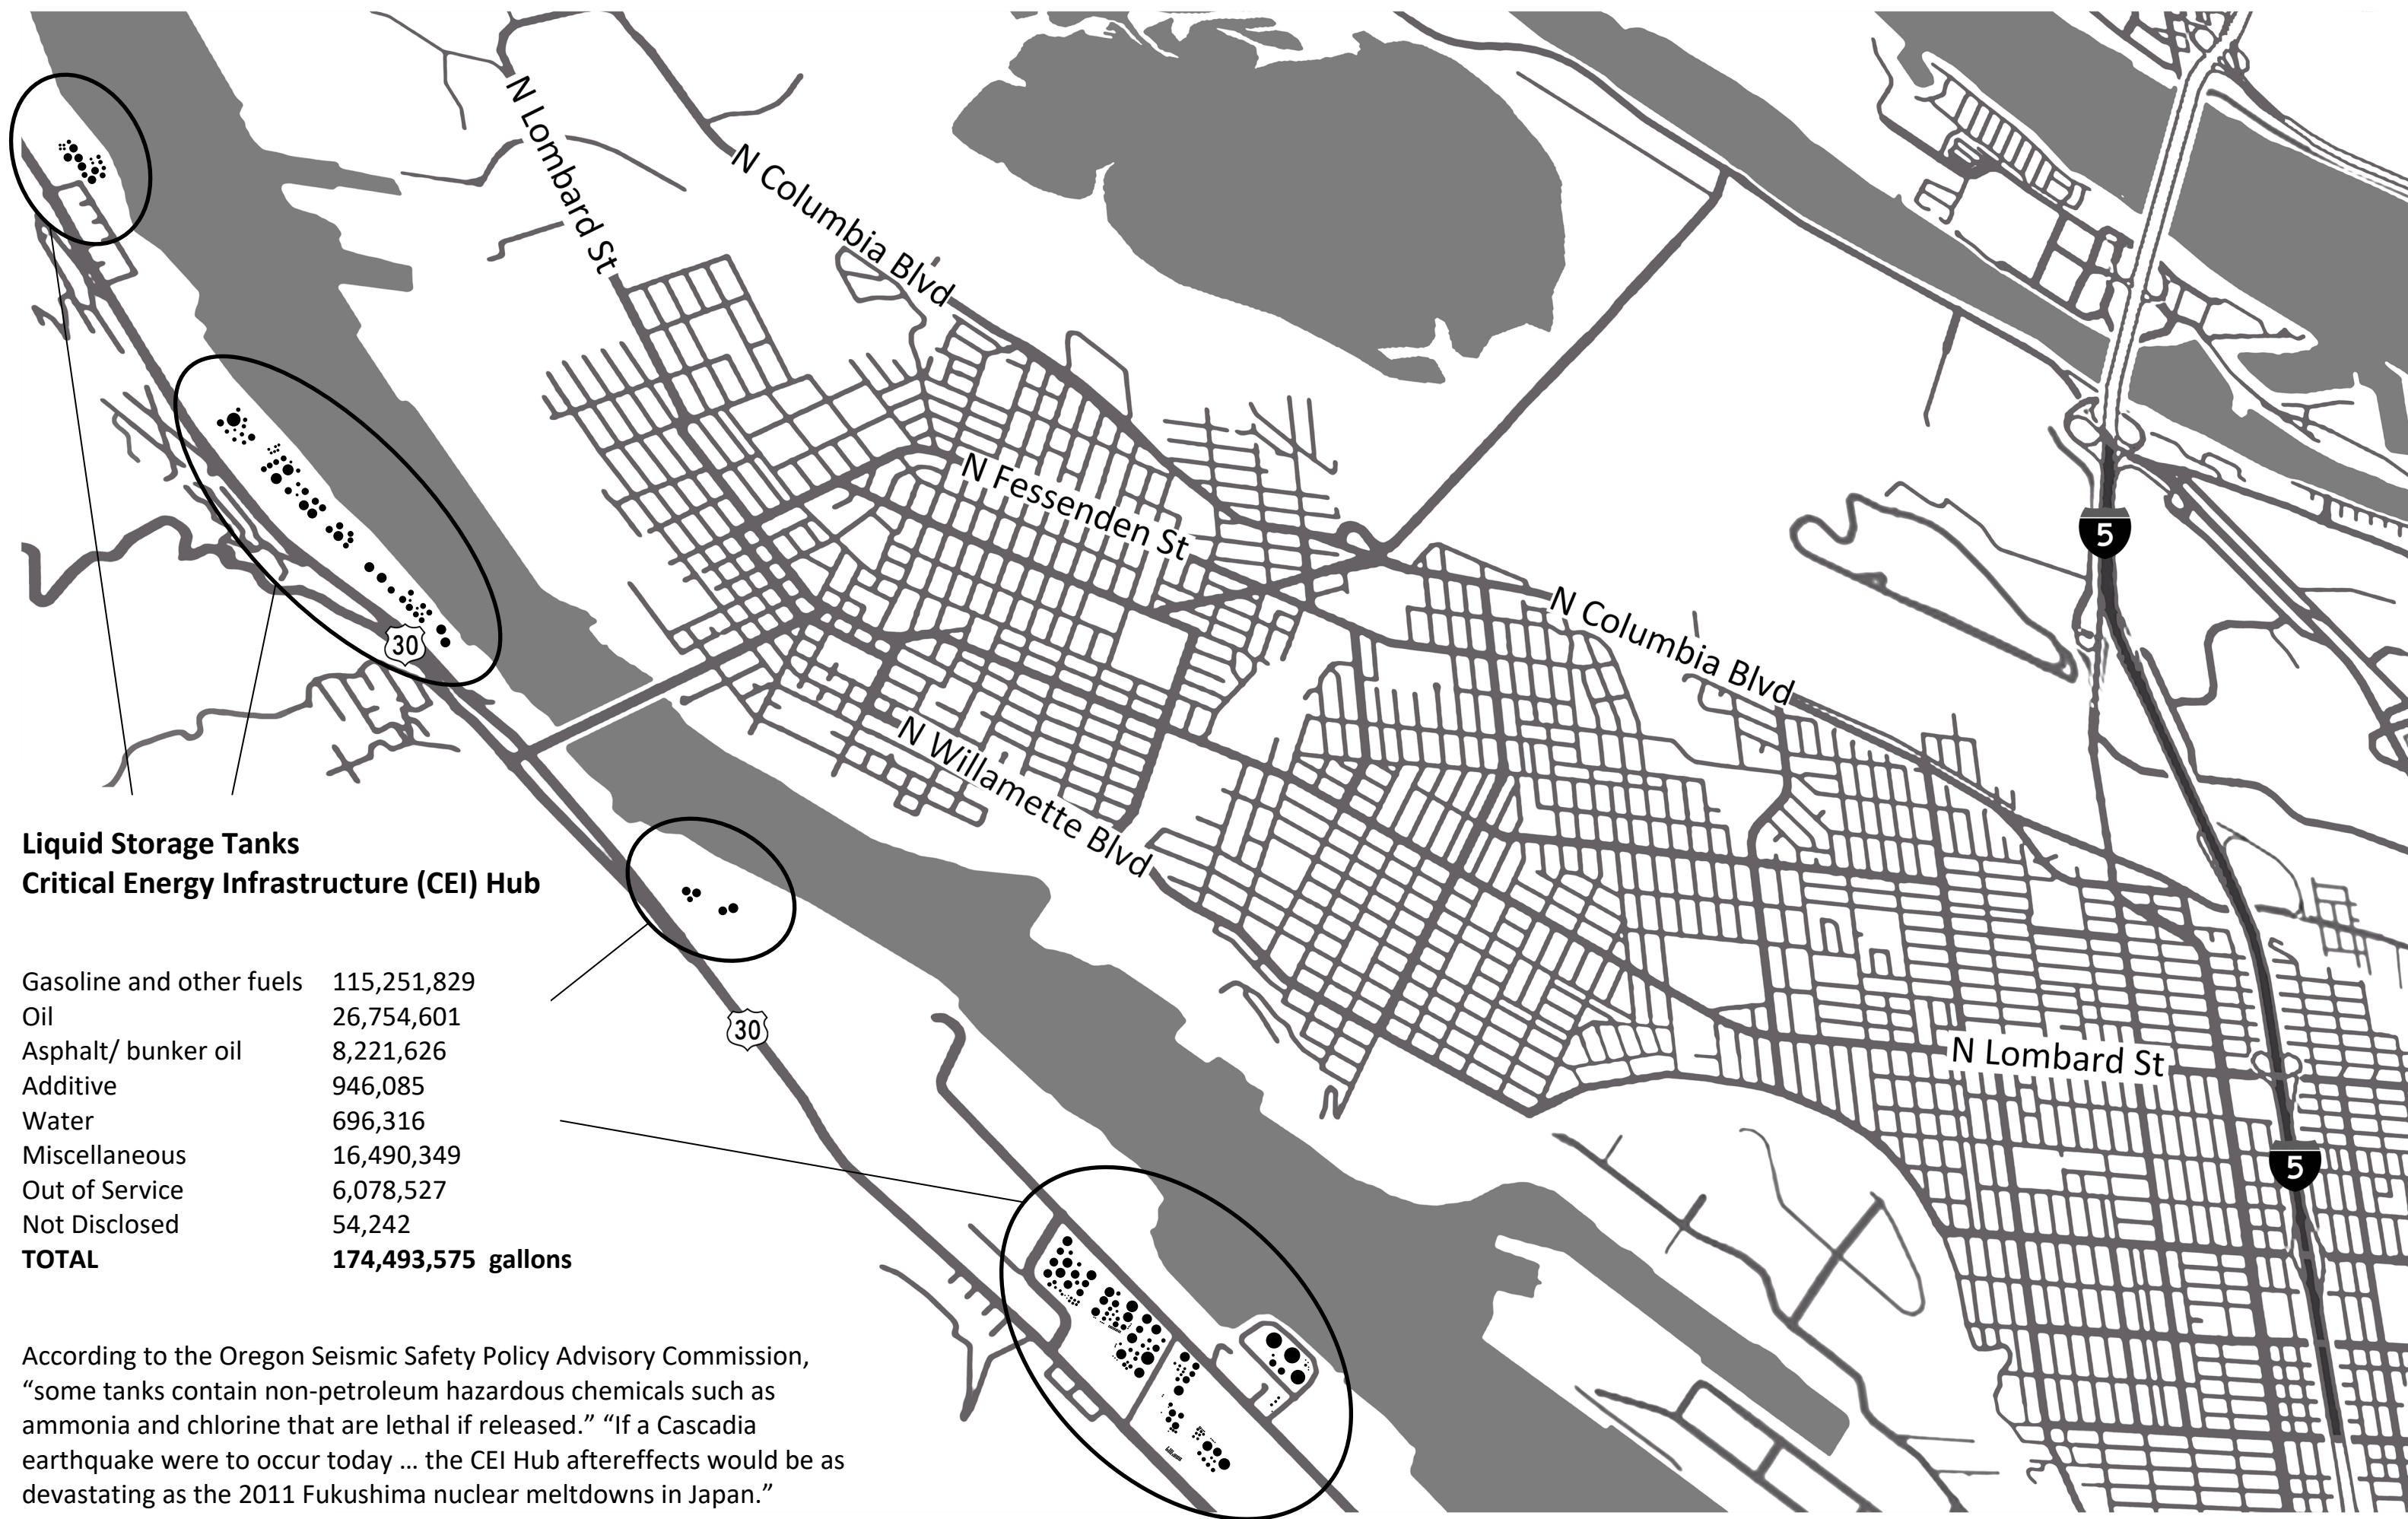 N Lombard St
N Columbia Blvd
N Fessenden St
5
N Columbia Blvd
30
N Willamette Blvd
30
N Lombard St
5
Liquid Storage Tanks
Critical Energy Infrastructure (CEI) Hub
Gasoline and other fuels 115,251,829
Oil 26,754,601
Asphalt/ bunker oil 8,221,626
Additive 946,085
Water 696,316
Miscellaneous 16,490,349
Out of Service 6,078,527
Not Disclosed 54,242
TOTAL 174,493,575 gallons
According to the Oregon Seismic Safety Policy Advisory Commission,
“some tanks contain non-petroleum hazardous chemicals such as
ammonia and chlorine that are lethal if released.” “If a Cascadia
earthquake were to occur today … the CEI Hub aftereffects would be as
devastating as the 2011 Fukushima nuclear meltdowns in Japan.”